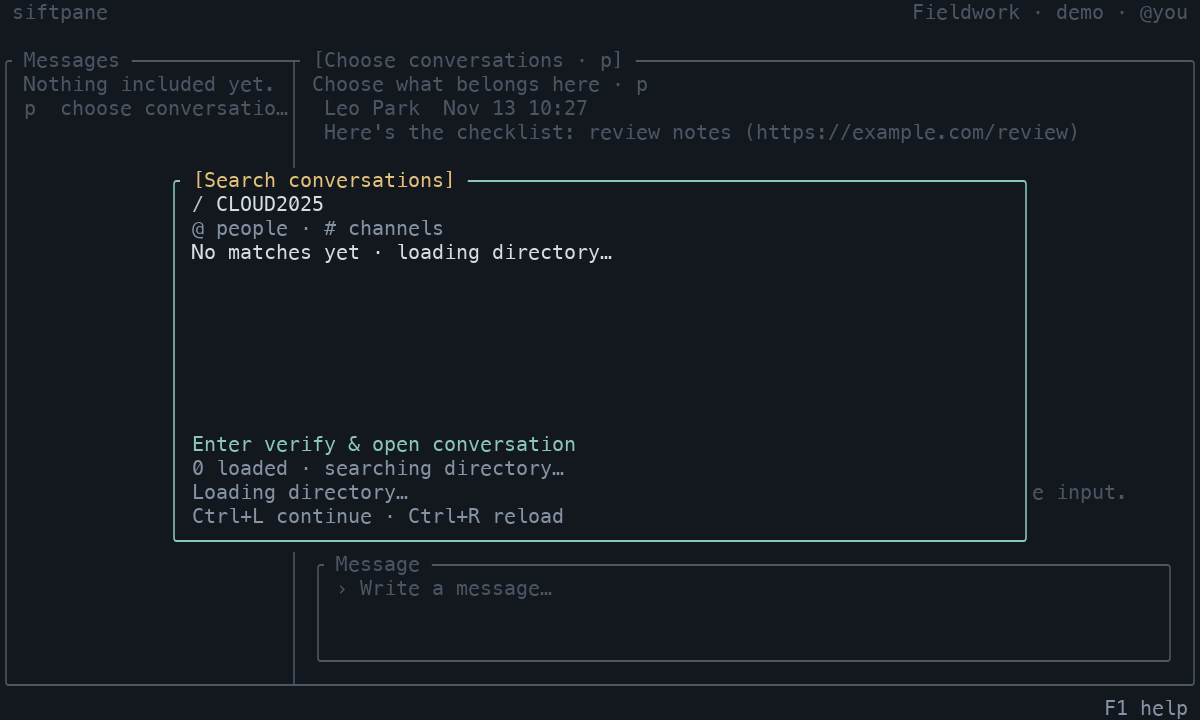 siftpane
Fieldwork · demo · @you
Messages
[Choose conversations · p]
Nothing included yet.
Choose what belongs here · p
p  choose conversatio…
Leo Park  Nov 13 10:27
Here's the checklist: review notes (https://example.com/review)
[Search conversations]
/ CLOUD2025
@ people · # channels
No matches yet · loading directory…
Enter verify & open conversation
0 loaded · searching directory…
Loading directory…
e input.
Ctrl+L continue · Ctrl+R reload
Message
› Write a message…
F1 help